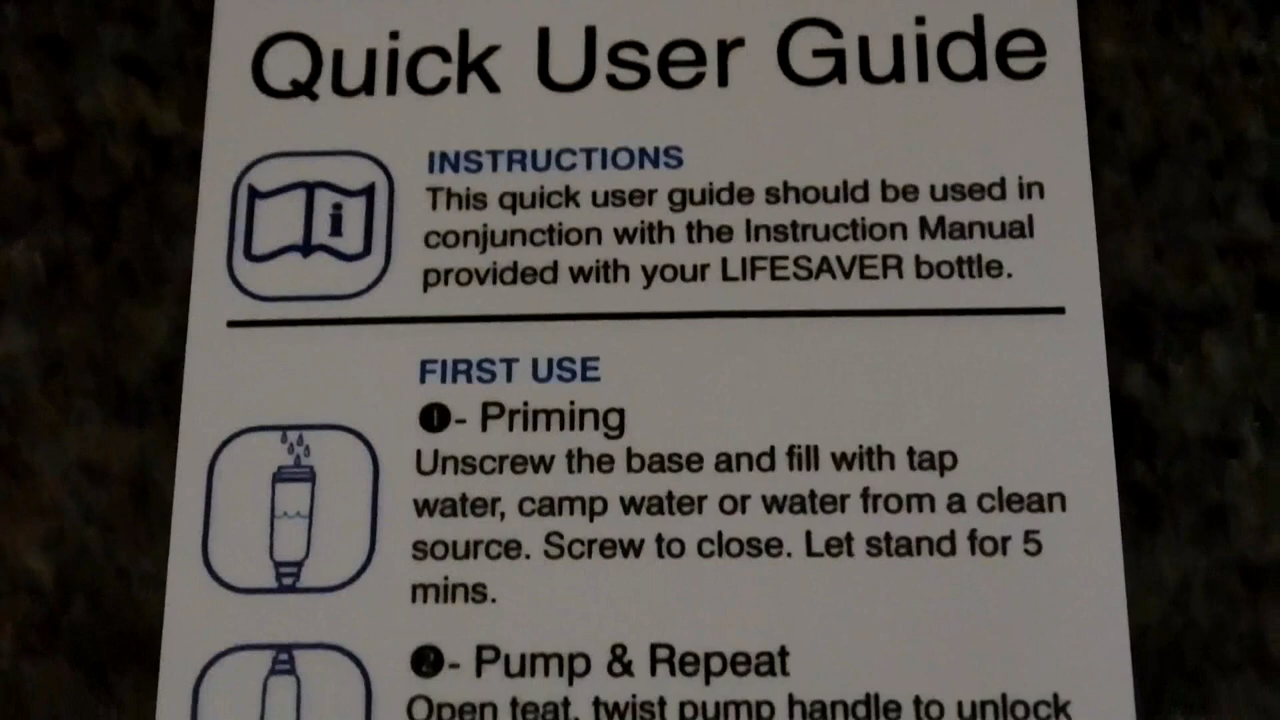 Quick User Guide
i
INSTRUCTIONS
This quick user guide should be used in
conjunction with the Instruction Manual
provided with your LIFESAVER bottle.
FIRST USE
❶- Priming
Unscrew the base and fill with tap
water, camp water or water from a clean
source. Screw to close. Let stand for 5
mins.
❷- Pump & Repeat
Open teat, twist pump handle to unlock